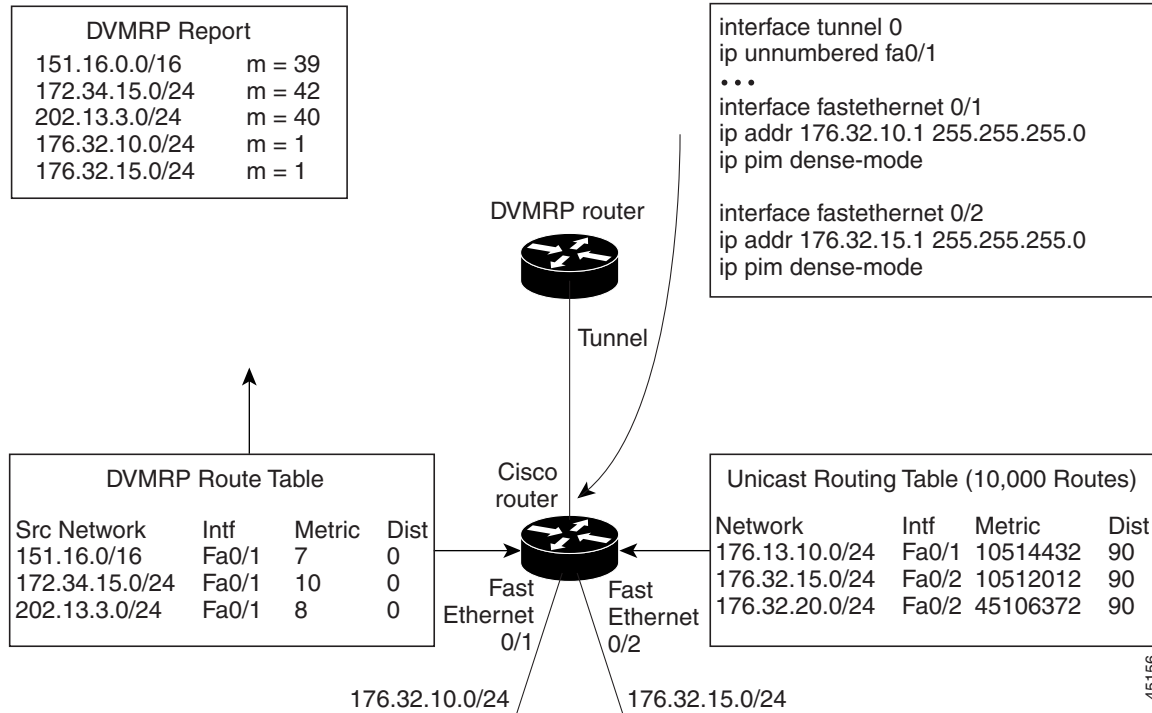 DVMRP Report
151.16.0.0/16 m = 39
172.34.15.0/24 m = 42
202.13.3.0/24 m = 40
176.32.10.0/24 m = 1
176.32.15.0/24 m = 1
interface tunnel 0
ip unnumbered fa0/1
• • •
interface fastethernet 0/1
ip addr 176.32.10.1 255.255.255.0
ip pim dense-mode
interface fastethernet 0/2
ip addr 176.32.15.1 255.255.255.0
ip pim dense-mode
DVMRP router
Tunnel
Cisco
router
DVMRP Route Table
Src Network Intf Metric Dist
151.16.0/16 Fa0/1 7 0
172.34.15.0/24 Fa0/1 10 0
202.13.3.0/24 Fa0/1 8 0
Unicast Routing Table (10,000 Routes)
Network Intf Metric Dist
176.13.10.0/24 Fa0/1 10514432 90
176.32.15.0/24 Fa0/2 10512012 90
176.32.20.0/24 Fa0/2 45106372 90
Fast
Ethernet
0/1
Fast
Ethernet
0/2
176.32.10.0/24
176.32.15.0/24
45156